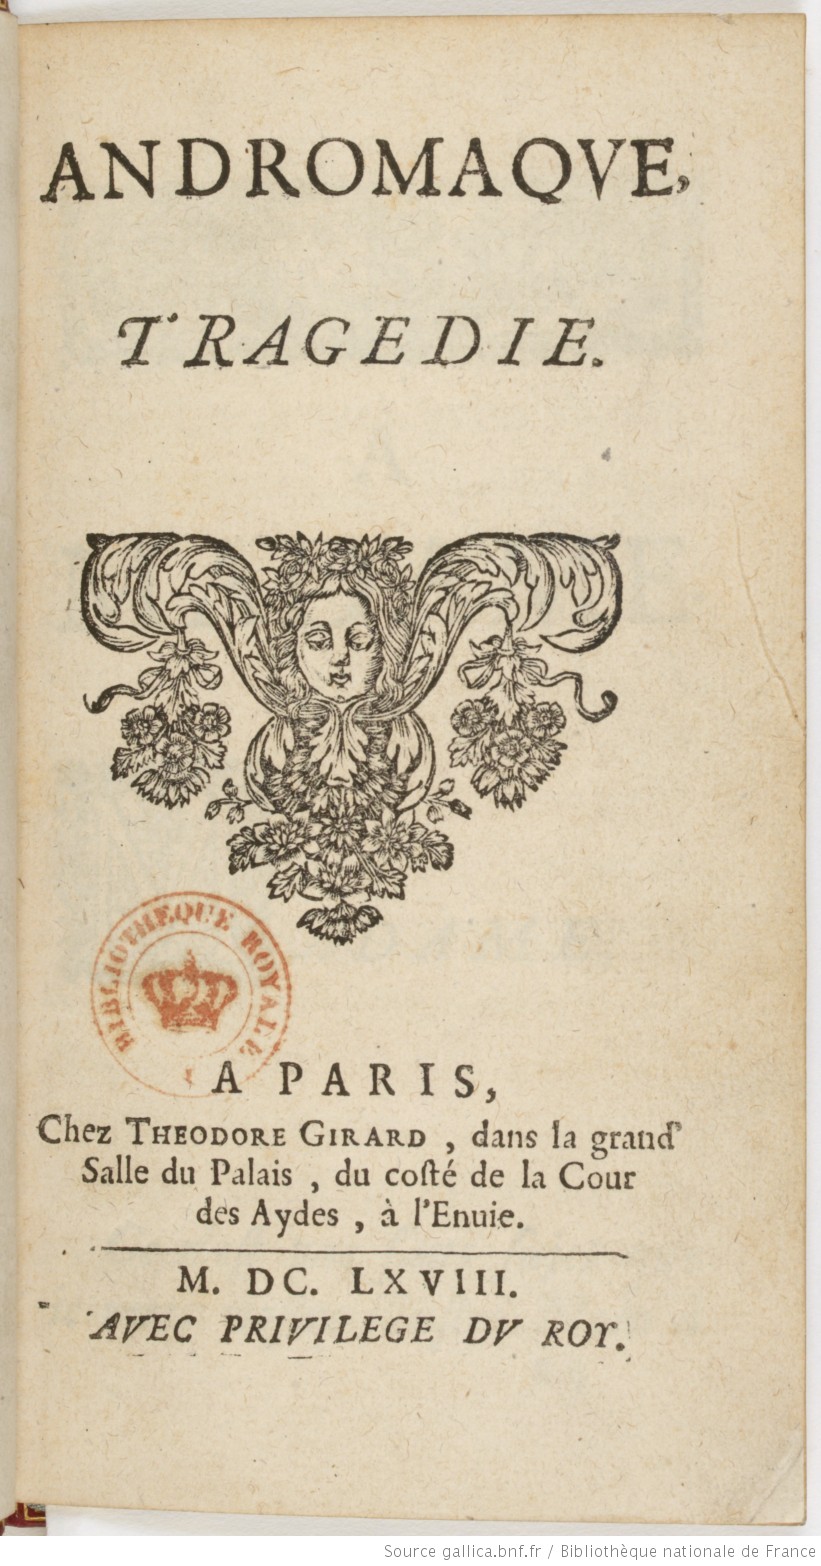 ANDROMAQVE,
TRAGEDIE.
BIBLIOTHEQUE ROYALE
A PARIS,
Chez THEODORE GIRARD, dans la grand'
Salle du Palais, du coſté de la Cour
des Aydes, à l'Enuie.
M. DC. LXVIII.
AVEC PRIVILEGE DV ROY.
Source gallica.bnf.fr / Bibliothèque nationale de France